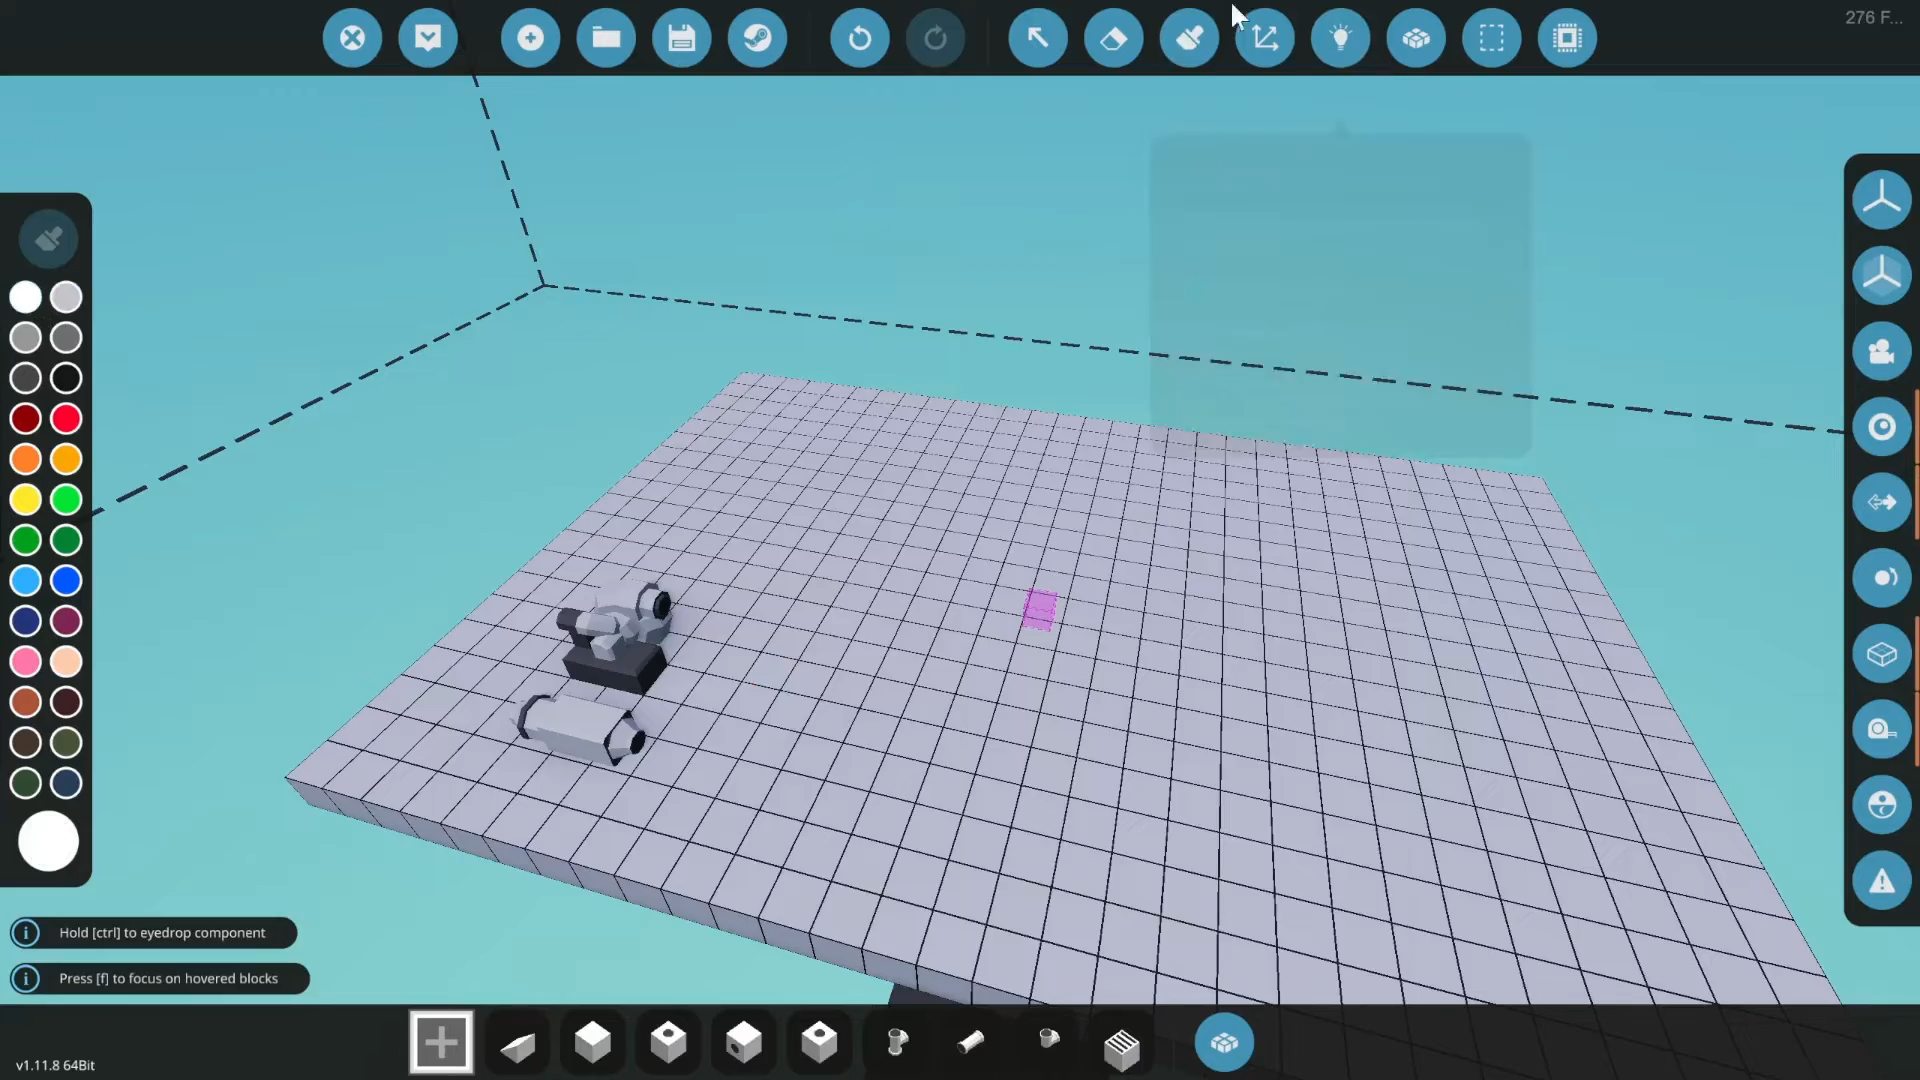 276 F...
Hold [ctrl] to eyedrop component
Press [f] to focus on hovered blocks
v1.11.8 64Bit